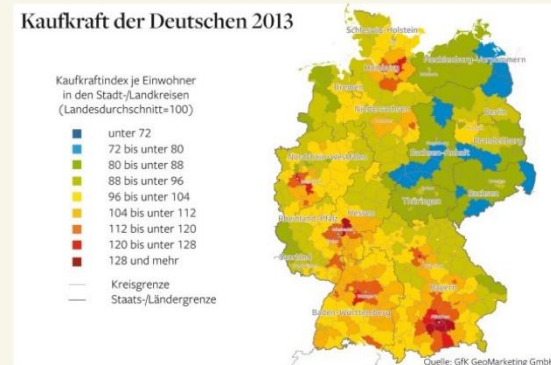 Kaufkraft der Deutschen 2013
Kaufkraftindex je Einwohner
in den Stadt-/Landkreisen
(Landesdurchschnitt=100)
unter 72
72 bis unter 80
80 bis unter 88
88 bis unter 96
96 bis unter 104
104 bis unter 112
112 bis unter 120
120 bis unter 128
128 und mehr
Kreisgrenze
Staats-/Ländergrenze
Schleswig-Holstein
Mecklenburg-Vorpommern
Hamburg
Bremen
Niedersachsen
Berlin
Brandenburg
Sachsen-Anhalt
Nordrhein-Westfalen
Sachsen
Thüringen
Hessen
Rheinland-Pfalz
Saarland
Bayern
Baden-Württemberg
Quelle: GfK GeoMarketing GmbH